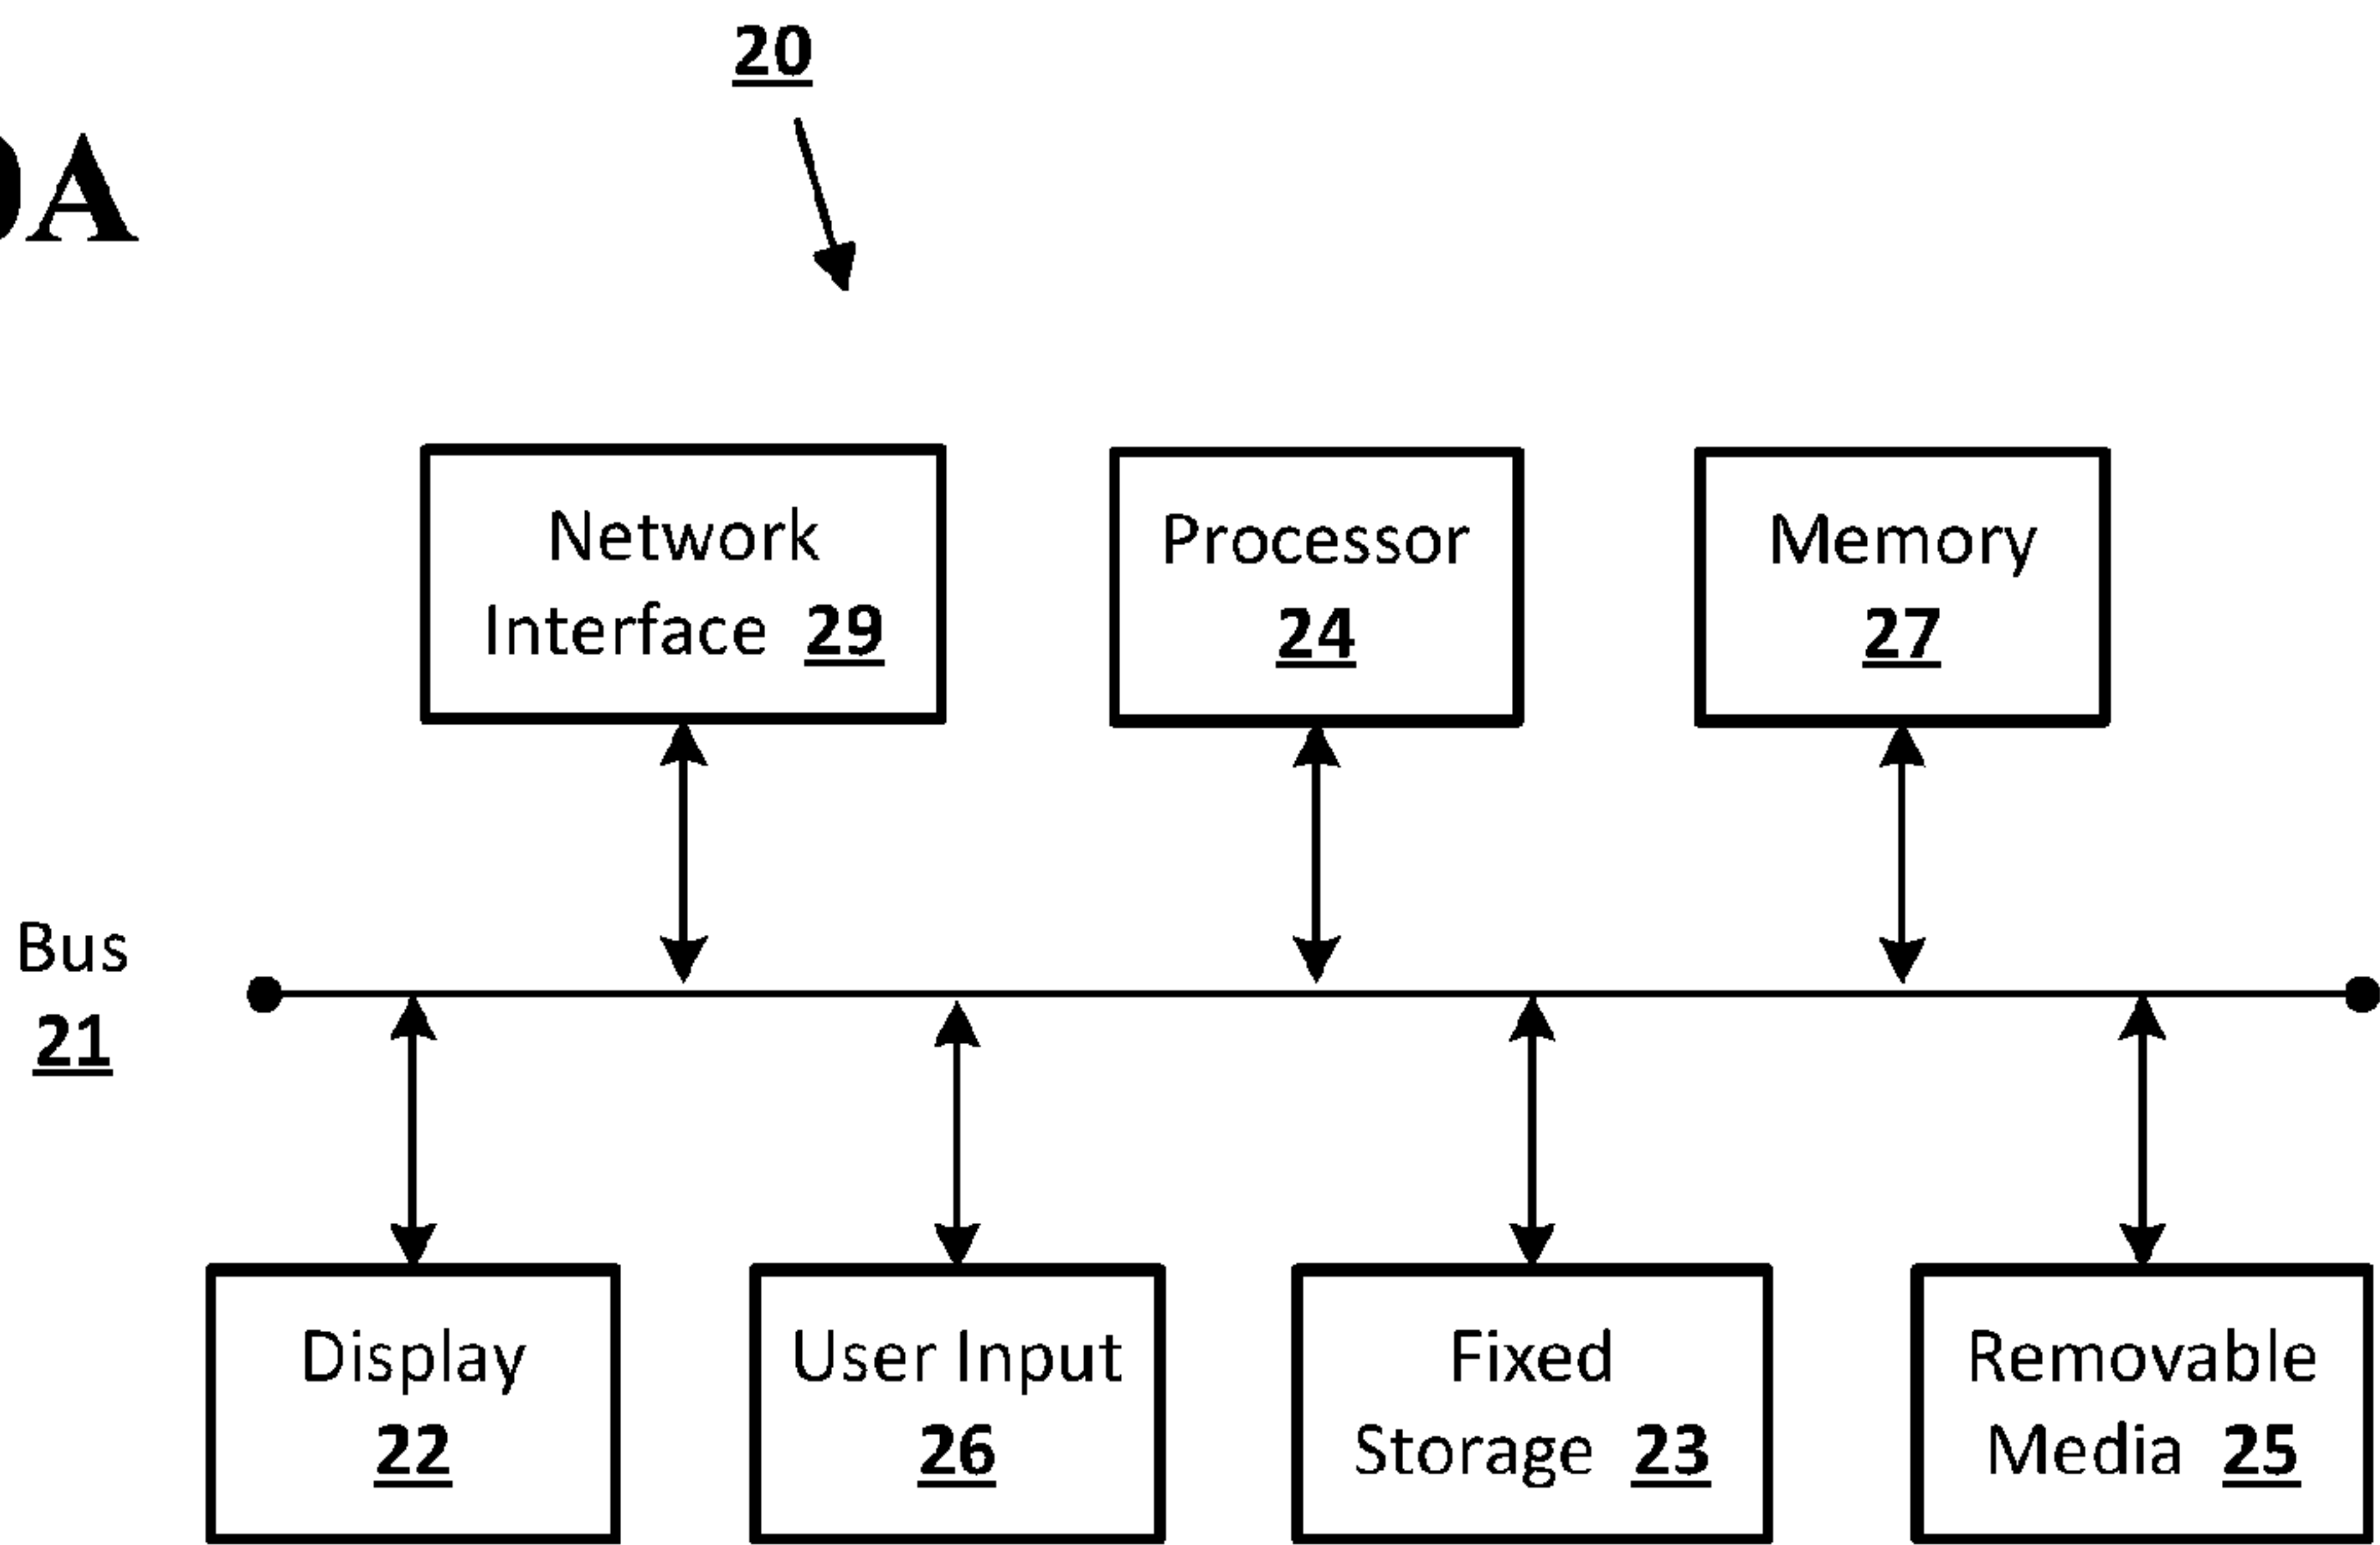 20
Network
Interface 29
Processor
24
Memory
27
Bus
21
Display
22
User Input
26
Fixed
Storage 23
Removable
Media 25